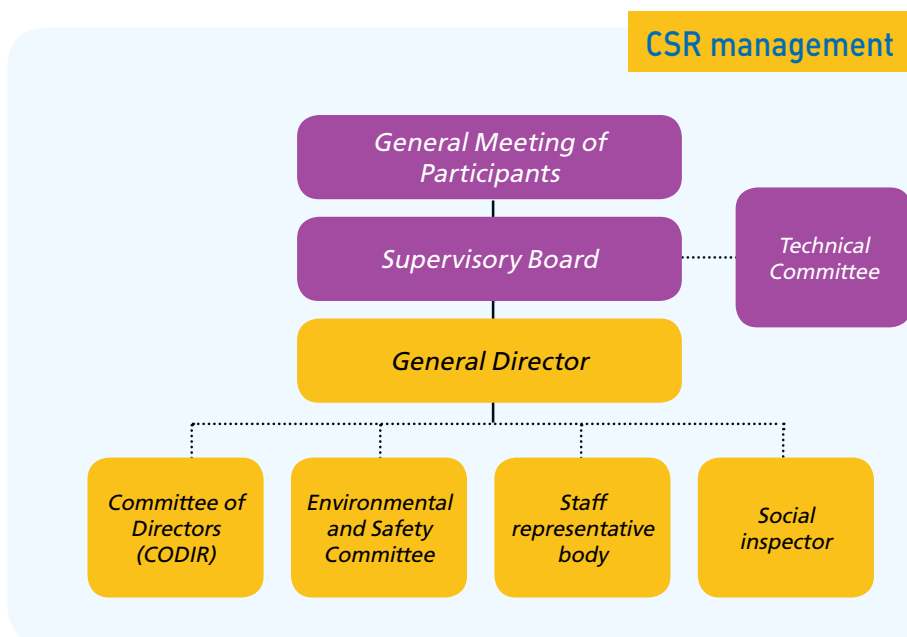 CSR management
General Meeting of
Participants
Supervisory Board
Technical
Committee
General Director
Committee of
Directors
(CODIR)
Environmental
and Safety
Committee
Staff
representative
body
Social
inspector